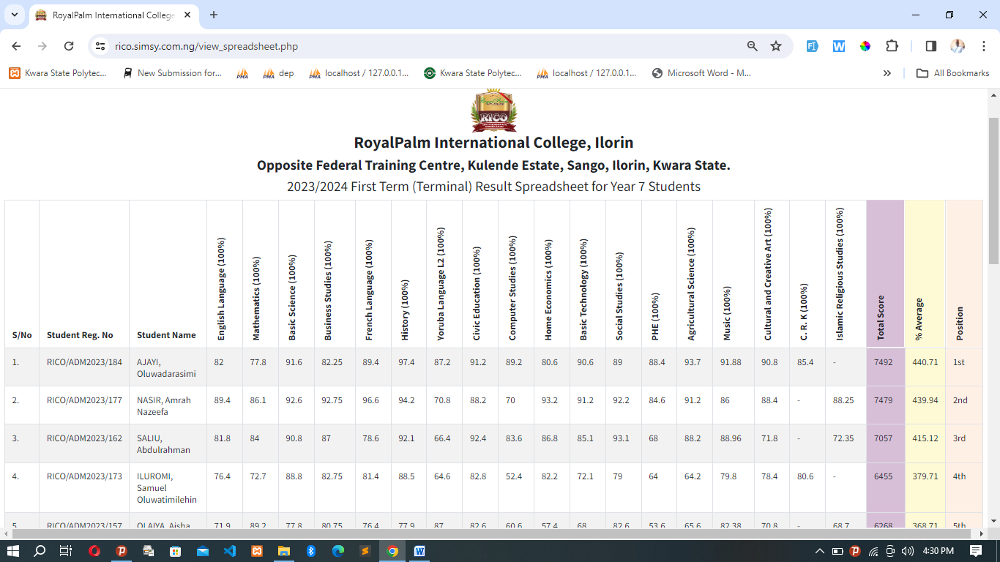 RoyalPalm International College
rico.simsy.com.ng/view_spreadsheet.php
Kwara State Polytec...
New Submission for...
dep
localhost / 127.0.0.1...
Kwara State Polytec...
localhost / 127.0.0.1...
Microsoft Word - M...
All Bookmarks
RICO
RoyalPalm International College, Ilorin
Opposite Federal Training Centre, Kulende Estate, Sango, Ilorin, Kwara State.
2023/2024 First Term (Terminal) Result Spreadsheet for Year 7 Students
S/No Student Reg. No Student Name English Language (100%) Mathematics (100%) Basic Science (100%) Business Studies (100%) French Language (100%) History (100%) Yoruba Language L2 (100%) Civic Education (100%) Computer Studies (100%) Home Economics (100%) Basic Technology (100%) Social Studies (100%) PHE (100%) Agricultural Science (100%) Music (100%) Cultural and Creative Art (100%) C. R. K (100%) Islamic Religious Studies (100%) Total Score % Average Position
1. RICO/ADM2023/184 AJAYI, 82 77.8 91.6 82.25 89.4 97.4 87.2 91.2 89.2 80.6 90.6 89 88.4 93.7 91.88 90.8 85.4 - 7492 440.71 1st
Oluwadarasimi
2. RICO/ADM2023/177 NASIR, Amrah 89.4 86.1 92.6 92.75 96.6 94.2 70.8 88.2 70 93.2 91.2 92.2 84.6 91.2 86 88.4 - 88.25 7479 439.94 2nd
Nazeefa
3. RICO/ADM2023/162 SALIU, 81.8 84 90.8 87 78.6 92.1 66.4 92.4 83.6 86.8 85.1 93.1 68 88.2 88.96 71.8 - 72.35 7057 415.12 3rd
Abdulrahman
4. RICO/ADM2023/173 ILUROMI, 76.4 72.7 88.8 82.75 81.4 88.5 64.6 82.8 52.4 82.2 72.1 79 64 64.2 79.8 78.4 80.6 - 6455 379.71 4th
Samuel
Oluwatimilehin
5. RICO/ADM2023/157 OLAIYA, Aisha 71.9 89.2 77.8 80.75 76.4 77.9 87 82.6 60.6 57.4 68 82.6 53.6 65.6 82.38 70.8 - 68.7 6268 368.71 5th
4:30 PM